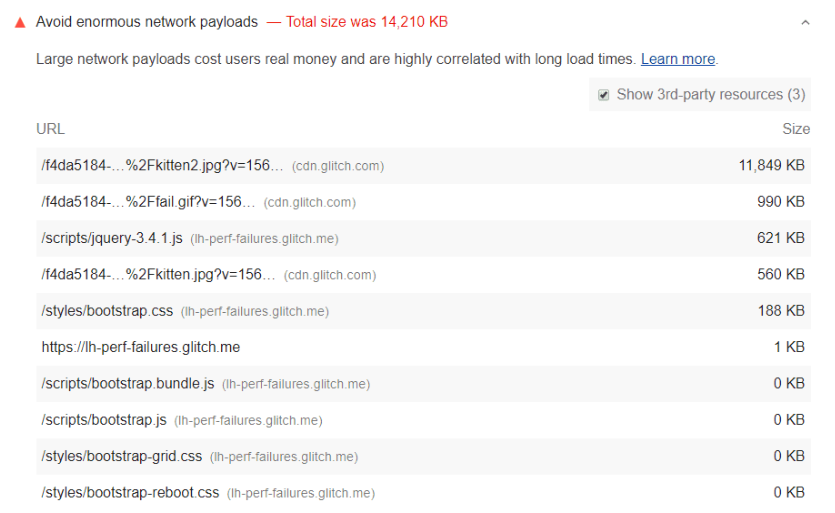 Avoid enormous network payloads — Total size was 14,210 KB
Large network payloads cost users real money and are highly correlated with long load times. Learn more.
Show 3rd-party resources (3)
URL Size
/f4da5184-…%2Fkitten2.jpg?v=156… (cdn.glitch.com) 11,849 KB
/f4da5184-…%2Ffail.gif?v=156… (cdn.glitch.com) 990 KB
/scripts/jquery-3.4.1.js (lh-perf-failures.glitch.me) 621 KB
/f4da5184-…%2Fkitten.jpg?v=156… (cdn.glitch.com) 560 KB
/styles/bootstrap.css (lh-perf-failures.glitch.me) 188 KB
https://lh-perf-failures.glitch.me 1 KB
/scripts/bootstrap.bundle.js (lh-perf-failures.glitch.me) 0 KB
/scripts/bootstrap.js (lh-perf-failures.glitch.me) 0 KB
/styles/bootstrap-grid.css (lh-perf-failures.glitch.me) 0 KB
/styles/bootstrap-reboot.css (lh-perf-failures.glitch.me) 0 KB